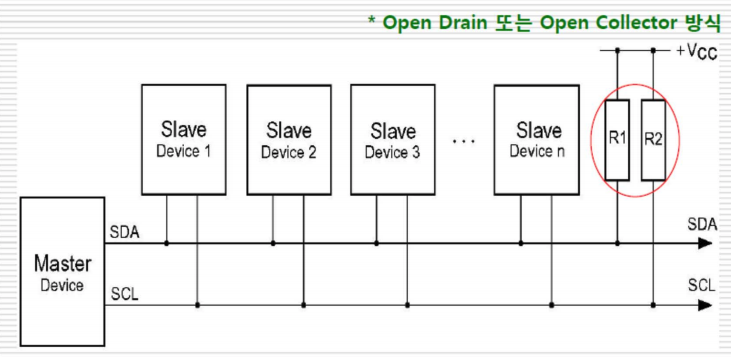 * Open Drain 또는 Open Collector 방식
+Vcc
Slave
Device 1
Slave
Device 2
Slave
Device 3
...
Slave
Device n
R1
R2
SDA
SDA
Master
Device
SCL
SCL